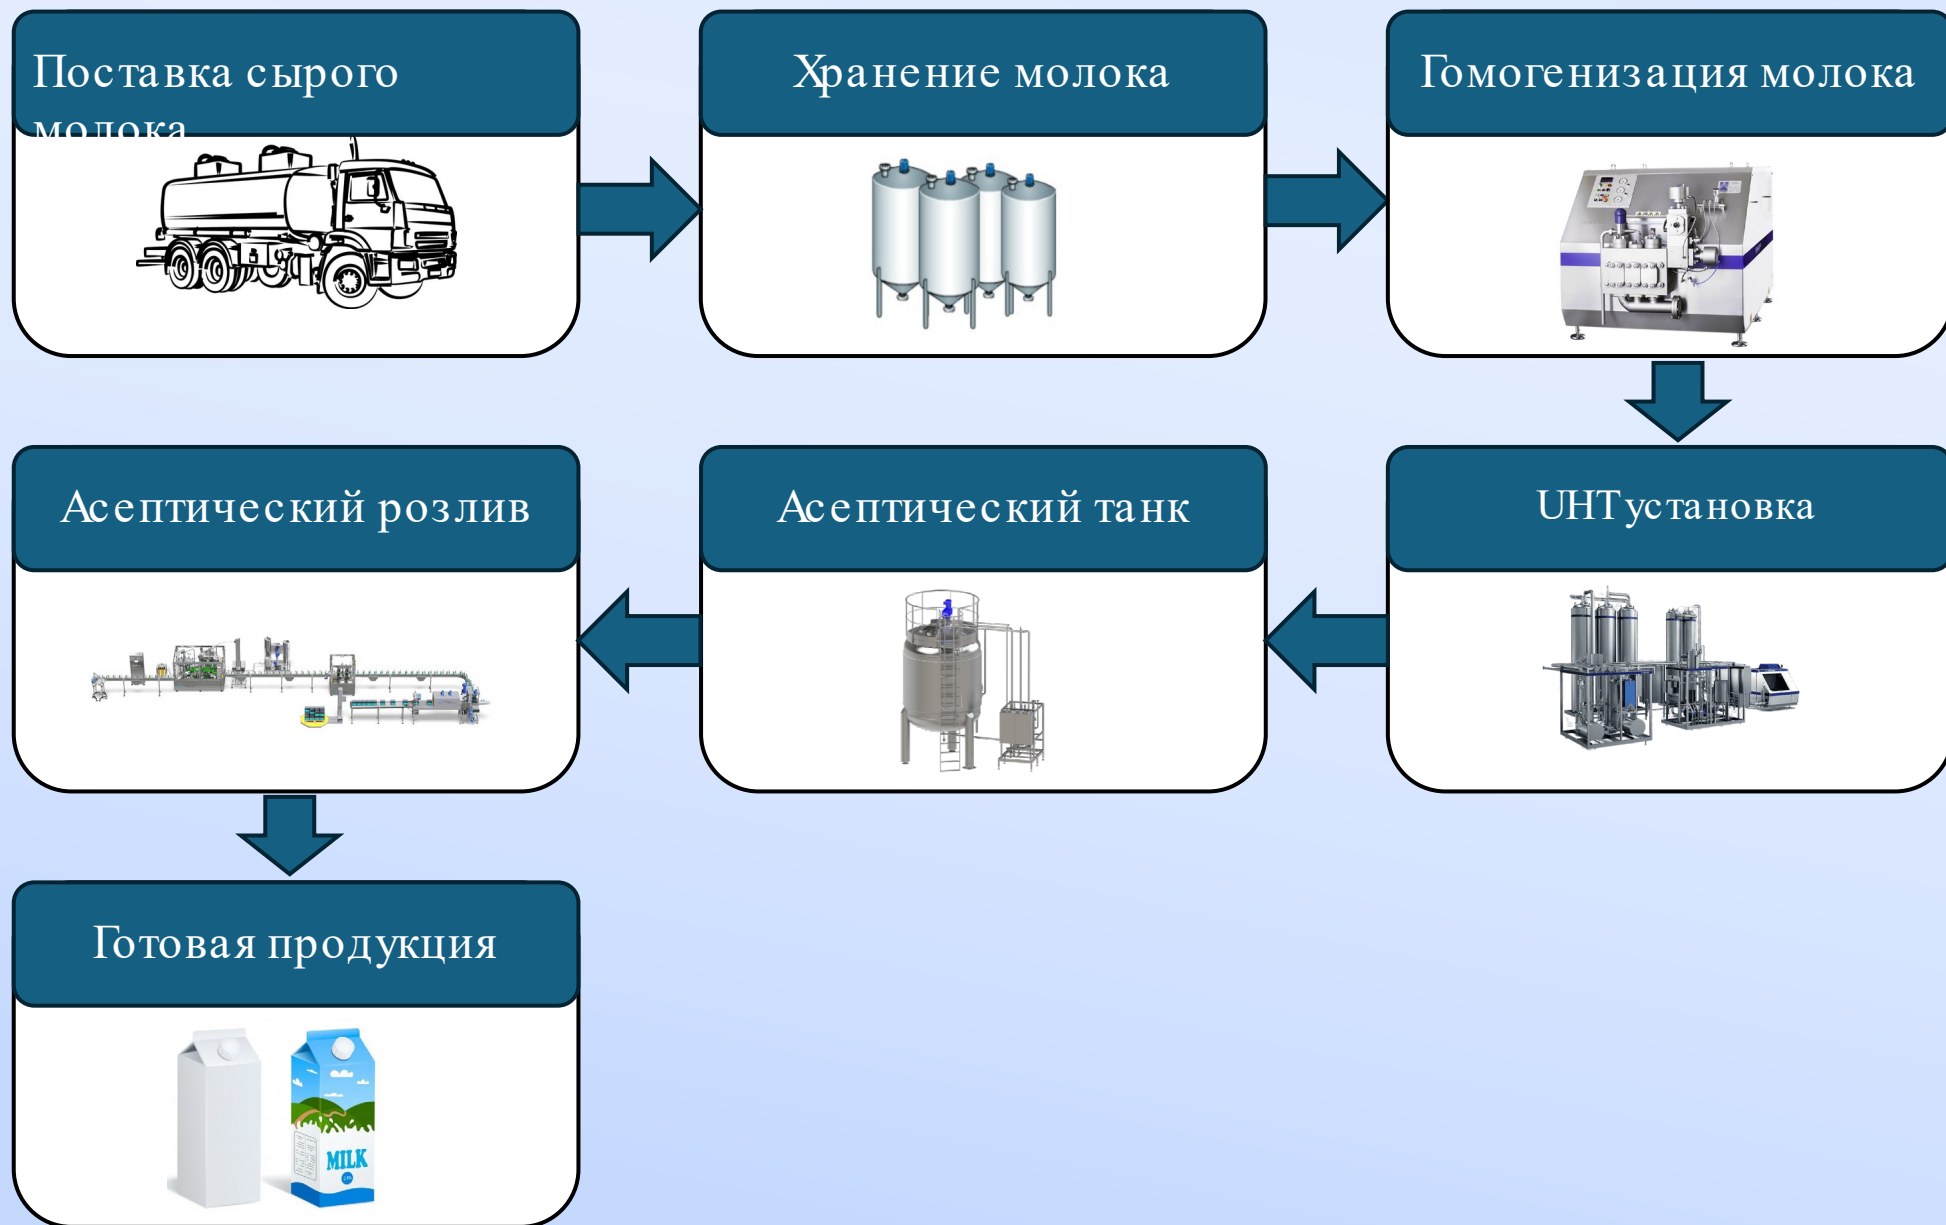 Поставка сырого
молока
Хранение молока
Гомогенизация молока
Асептический розлив
Асептический танк
UHT установка
Готовая продукция
MILK